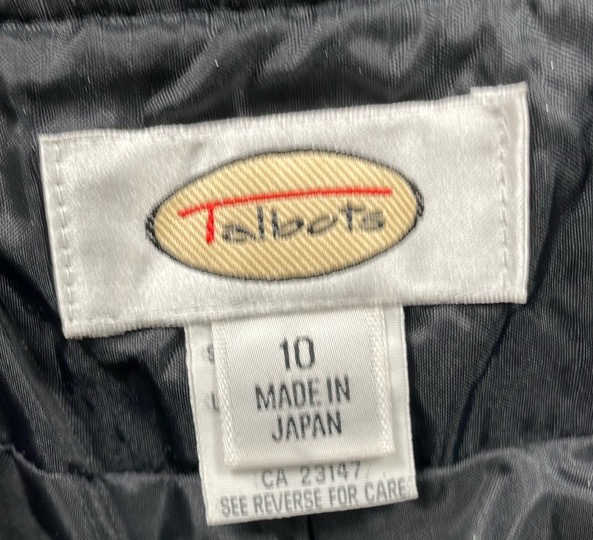 Talbots
10
MADE IN
JAPAN
CA 23147
SEE REVERSE FOR CARE